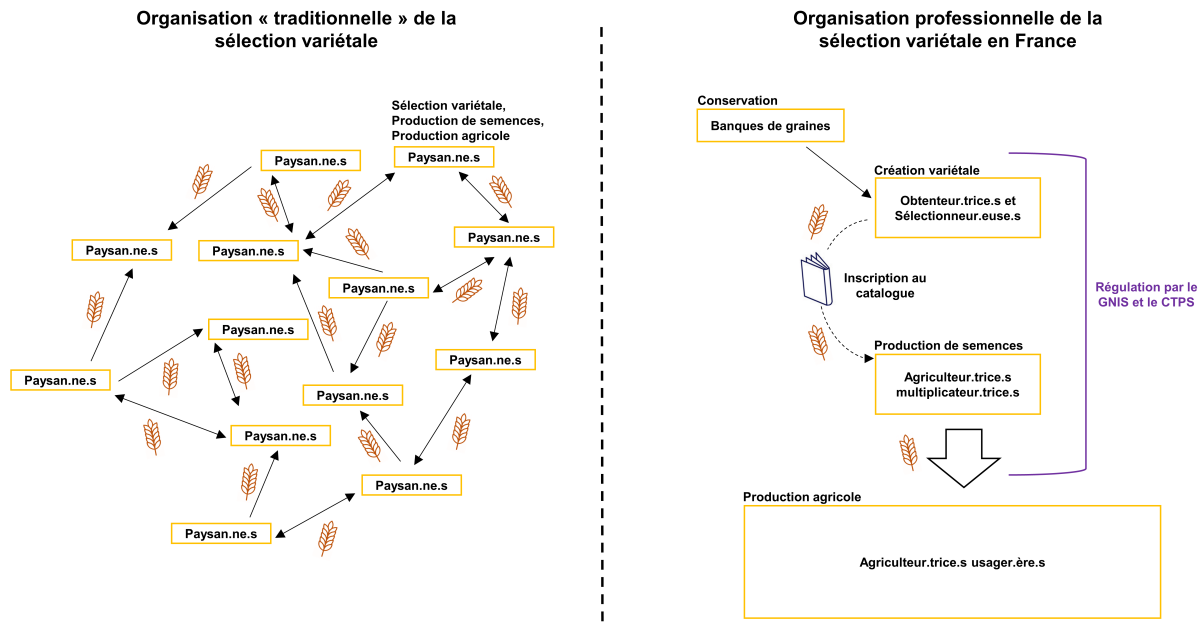 Organisation « traditionnelle » de la
sélection variétale
Sélection variétale,
Production de semences,
Production agricole
Paysan.ne.s
Paysan.ne.s
Paysan.ne.s
Paysan.ne.s
Paysan.ne.s
Paysan.ne.s
Paysan.ne.s
Paysan.ne.s
Paysan.ne.s
Paysan.ne.s
Paysan.ne.s
Paysan.ne.s
Paysan.ne.s
Organisation professionnelle de la
sélection variétale en France
Conservation
Banques de graines
Création variétale
Obtenteur.trice.s et
Sélectionneur.euse.s
Inscription au
catalogue
Régulation par le
GNIS et le CTPS
Production de semences
Agriculteur.trice.s
multiplicateur.trice.s
Production agricole
Agriculteur.trice.s usager.ère.s